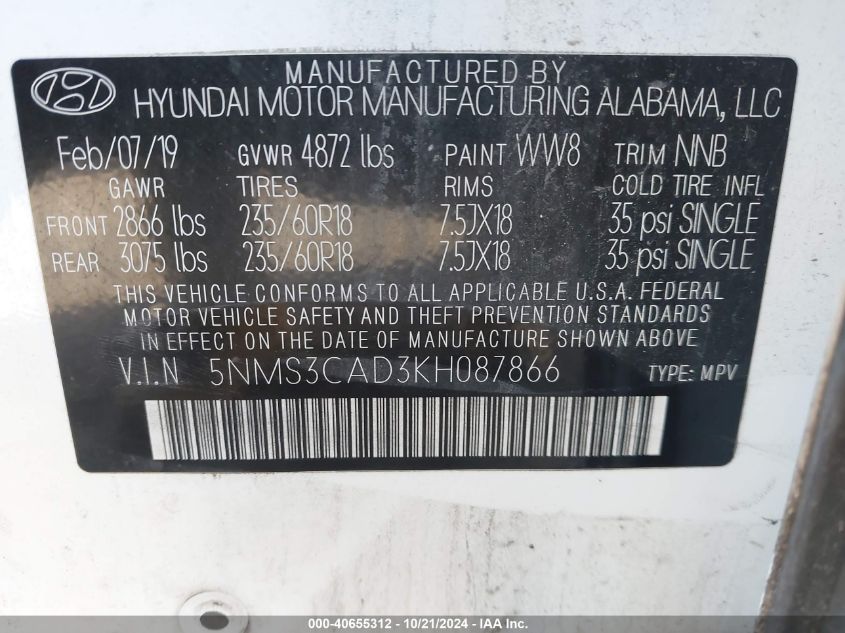 MANUFACTURED BY
HYUNDAI MOTOR MANUFACTURING ALABAMA, LLC
Feb/07/19 GVWR 4872 lbs PAINT WW8 TRIM NNB
GAWR TIRES RIMS COLD TIRE INFL
FRONT 2866 lbs 235/60R18 7.5JX18 35 psi SINGLE
REAR 3075 lbs 235/60R18 7.5JX18 35 psi SINGLE
THIS VEHICLE CONFORMS TO ALL APPLICABLE U.S.A. FEDERAL
MOTOR VEHICLE SAFETY AND THEFT PREVENTION STANDARDS
IN EFFECT ON THE DATE OF MANUFACTURE SHOWN ABOVE
V.I.N 5NMS3CAD3KH087866 TYPE: MPV
000-40655312 - 10/21/2024 - IAA Inc.